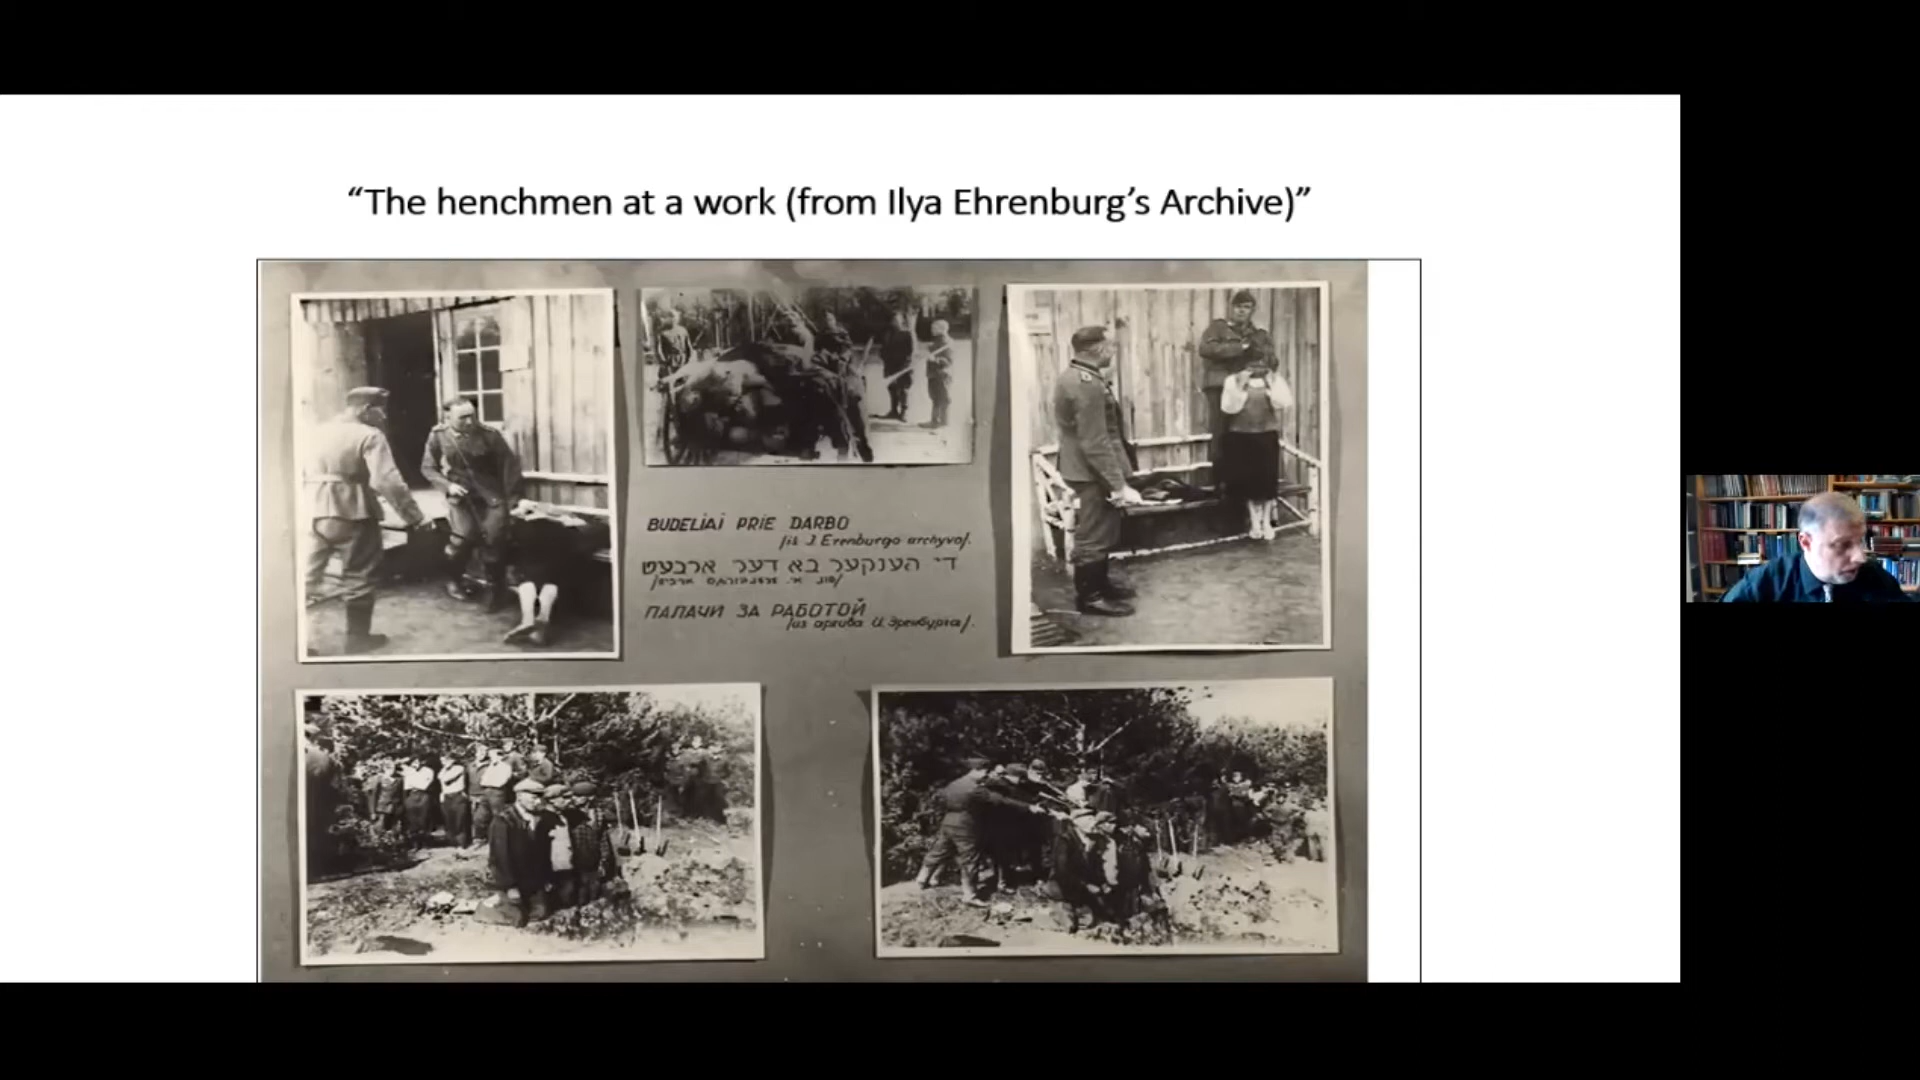 “The henchmen at a work (from Ilya Ehrenburg’s Archive)”
BUDELIAI PRIE DARBO
/iš J. Erenburgo archyvo/.
די הענקער בא דער ארבעט
ПАЛАЧИ ЗА РАБОТОЙ
/из архива И. Эренбурга/.